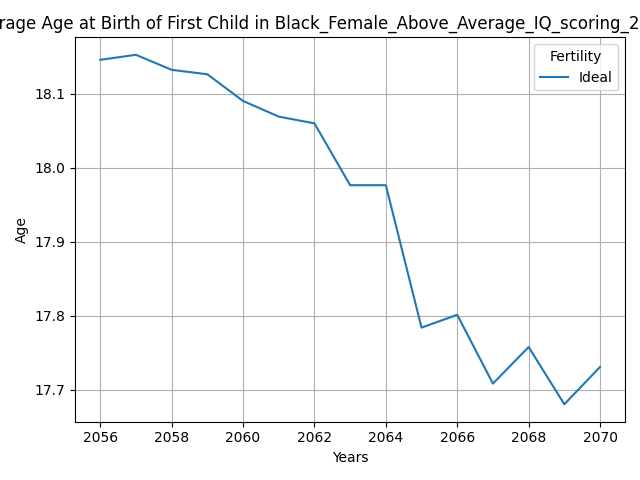 Age at Birth of First Child in Black_Female_Above_Average_IQ_scoring_2
Fertility
Ideal
18.1
18.0
17.9
17.8
17.7
Age
2056 2058 2060 2062 2064 2066 2068 2070
Years